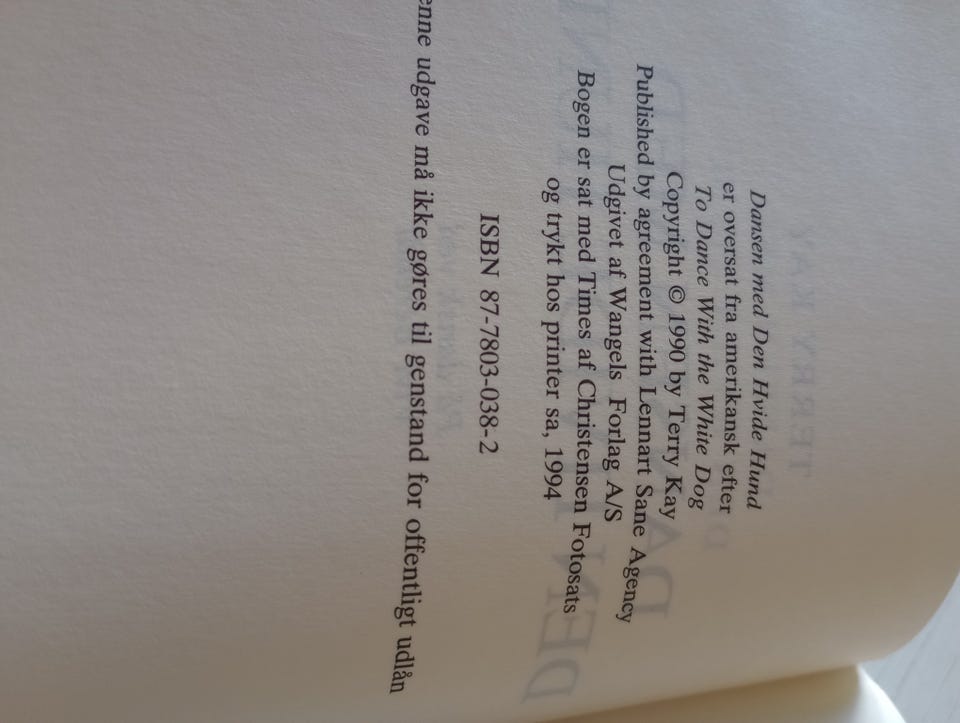 Dansen med Den Hvide Hund
er oversat fra amerikansk efter
To Dance With the White Dog
Copyright © 1990 by Terry Kay
Published by agreement with Lennart Sane Agency
Udgivet af Wangels Forlag A/S
Bogen er sat med Times af Christensen Fotosats
og trykt hos printer sa, 1994
ISBN 87-7803-038-2
enne udgave må ikke gøres til genstand for offentligt udlån